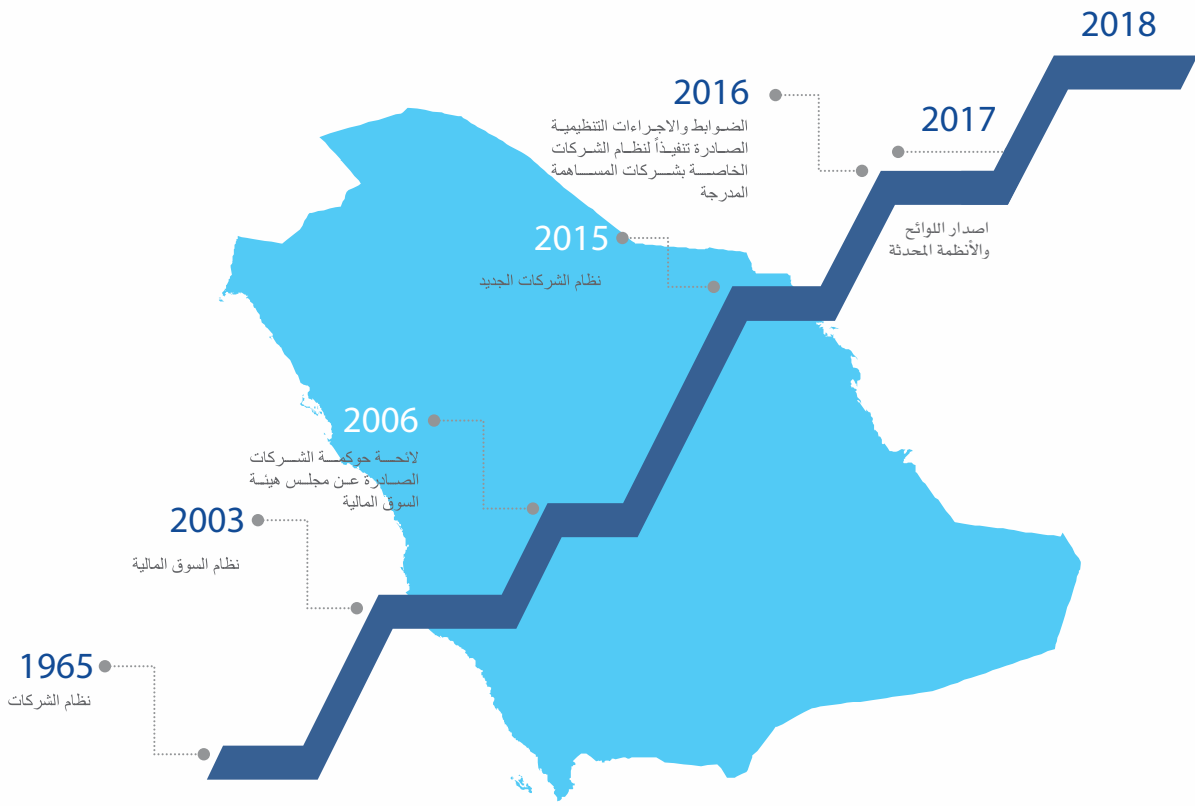 2018
2016
الضوابط والاجراءات التنظيمية
الصادرة تنفيذاً لنظام الشركات
الخاصة بشركات المساهمة
المدرجة
2017
اصدار اللوائح
والأنظمة المحدثة
2015
نظام الشركات الجديد
2006
لائحة حوكمة الشركات
الصادرة عن مجلس هيئة
السوق المالية
2003
نظام السوق المالية
1965
نظام الشركات